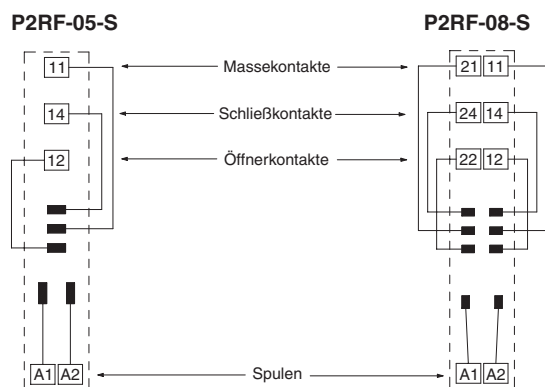 P2RF-05-S P2RF-08-S
11 Massekontakte 21 11
14 Schließkontakte 24 14
12 Öffnerkontakte 22 12
A1 A2 Spulen A1 A2